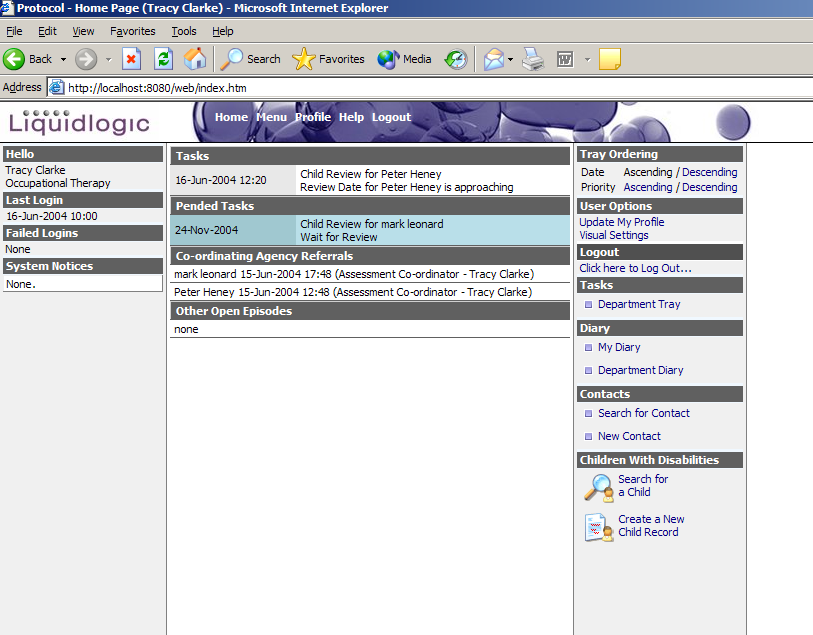 Protocol - Home Page (Tracy Clarke) - Microsoft Internet Explorer
File Edit View Favorites Tools Help
Back Search Favorites Media
Address http://localhost:8080/web/index.htm
Liquidlogic
Home Menu Profile Help Logout
Hello
Tracy Clarke
Occupational Therapy
Last Login
16-Jun-2004 10:00
Failed Logins
None
System Notices
None.
Tasks
16-Jun-2004 12:20
Child Review for Peter Heney
Review Date for Peter Heney is approaching
Pended Tasks
24-Nov-2004
Child Review for mark leonard
Wait for Review
Co-ordinating Agency Referrals
mark leonard 15-Jun-2004 17:48 (Assessment Co-ordinator - Tracy Clarke)
Peter Heney 15-Jun-2004 12:48 (Assessment Co-ordinator - Tracy Clarke)
Other Open Episodes
none
Tray Ordering
Date Ascending / Descending
Priority Ascending / Descending
User Options
Update My Profile
Visual Settings
Logout
Click here to Log Out...
Tasks
Department Tray
Diary
My Diary
Department Diary
Contacts
Search for Contact
New Contact
Children With Disabilities
Search for
a Child
Create a New
Child Record